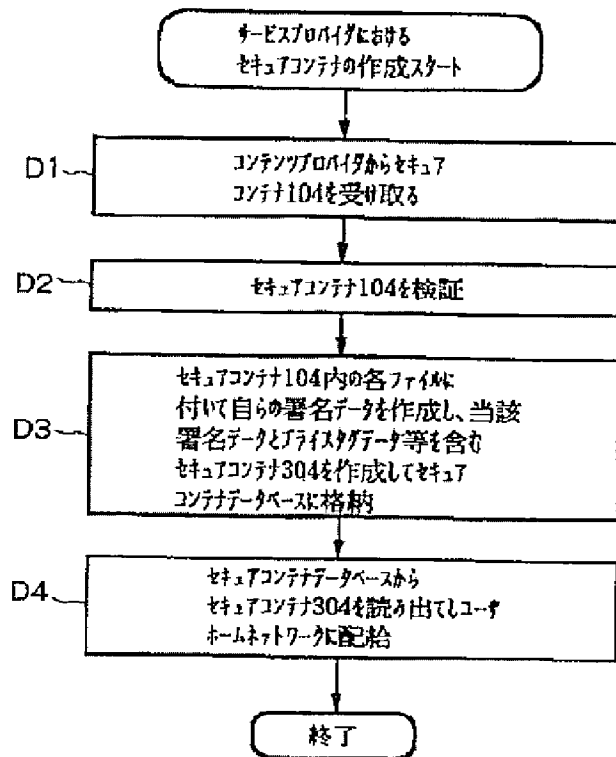 サービスプロバイダにおける
セキュアコンテナの作成スタート
D1
コンテンツプロバイダからセキュア
コンテナ104を受け取る
D2
セキュアコンテナ104を検証
D3
セキュアコンテナ104内の各ファイルに
付いて自らの署名データを作成し、当該
署名データとプライスタグデータ等を含む
セキュアコンテナ304を作成してセキュア
コンテナデータベースに格納
D4
セキュアコンテナデータベースから
セキュアコンテナ304を読み出てしユーザ
ホームネットワークに配給
終了